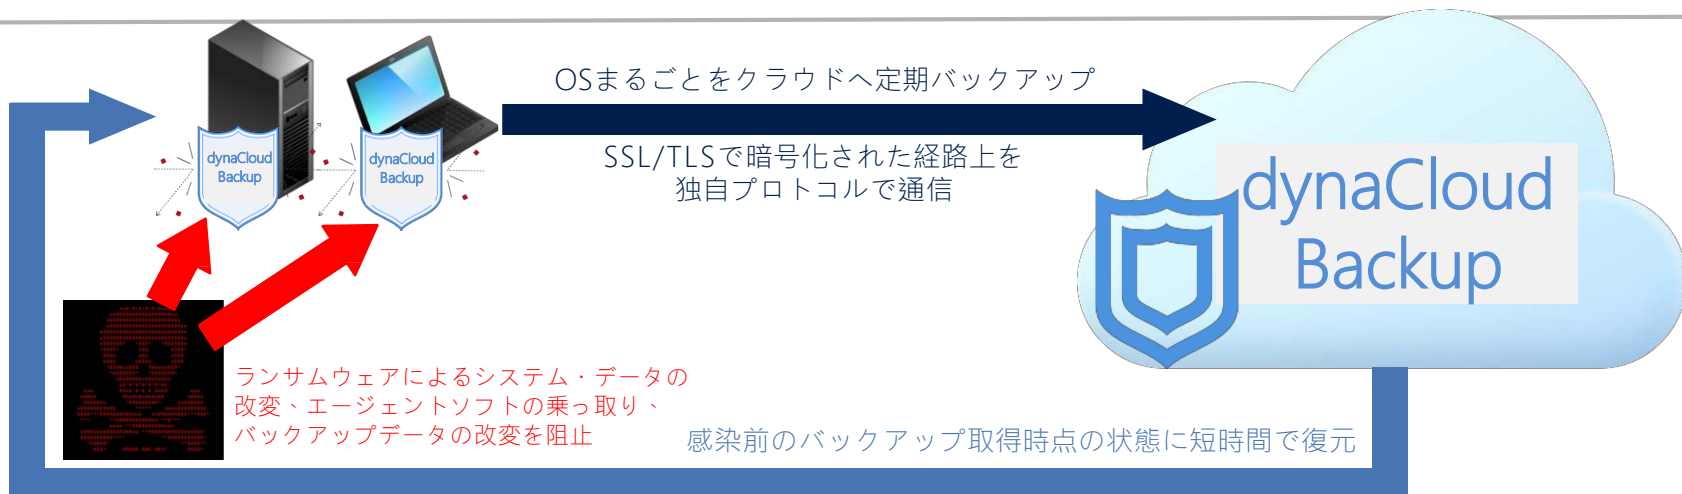 OSまるごとをクラウドへ定期バックアップ
SSL/TLSで暗号化された経路上を
独自プロトコルで通信
dynaCloud
Backup
dynaCloud
Backup
dynaCloud
Backup
ランサムウェアによるシステム・データの
改変、エージェントソフトの乗っ取り、
バックアップデータの改変を阻止
感染前のバックアップ取得時点の状態に短時間で復元